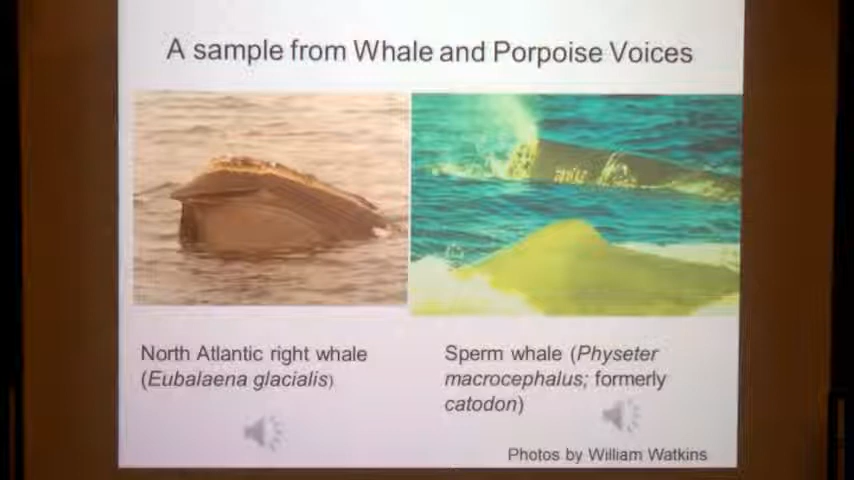 A sample from Whale and Porpoise Voices
North Atlantic right whale
(Eubalaena glacialis)
Sperm whale (Physeter
macrocephalus; formerly
catodon)
Photos by William Watkins